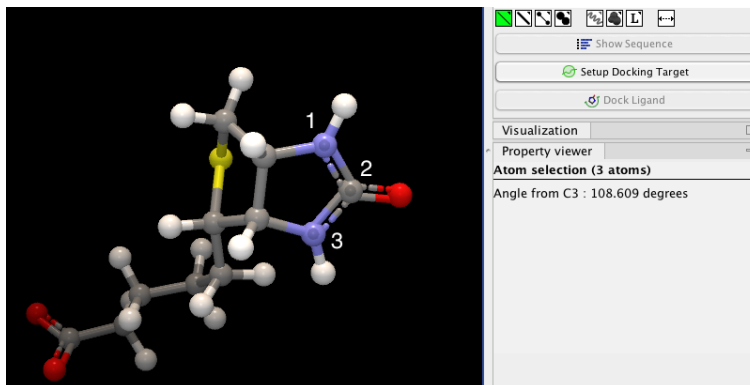 L
Show Sequence
Setup Docking Target
Dock Ligand
Visualization
Property viewer
Atom selection (3 atoms)
Angle from C3 : 108.609 degrees
1
2
3